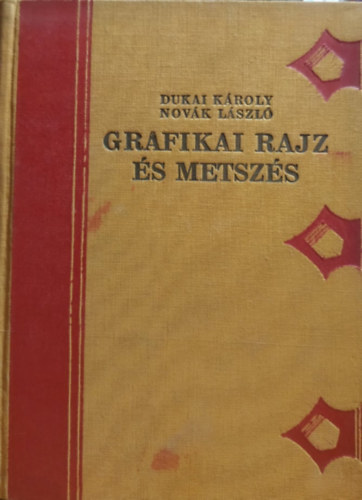 DUKAI KÁROLY
NOVÁK LÁSZLÓ
GRAFIKAI RAJZ
ÉS METSZÉS